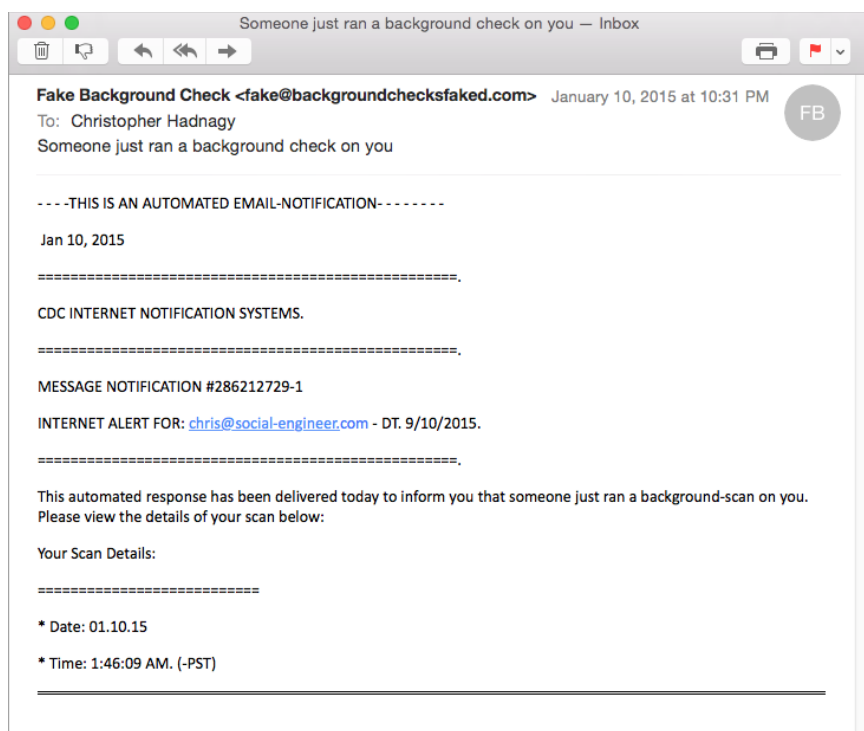 Someone just ran a background check on you — Inbox
Fake Background Check <fake@backgroundchecksfaked.com> January 10, 2015 at 10:31 PM
FB
To: Christopher Hadnagy
Someone just ran a background check on you
- - - -THIS IS AN AUTOMATED EMAIL-NOTIFICATION- - - - - - - -
Jan 10, 2015
===================================================.
CDC INTERNET NOTIFICATION SYSTEMS.
===================================================.
MESSAGE NOTIFICATION #286212729-1
INTERNET ALERT FOR: chris@social-engineer.com - DT. 9/10/2015.
===================================================.
This automated response has been delivered today to inform you that someone just ran a background-scan on you.
Please view the details of your scan below:
Your Scan Details:
===========================
* Date: 01.10.15
* Time: 1:46:09 AM. (-PST)